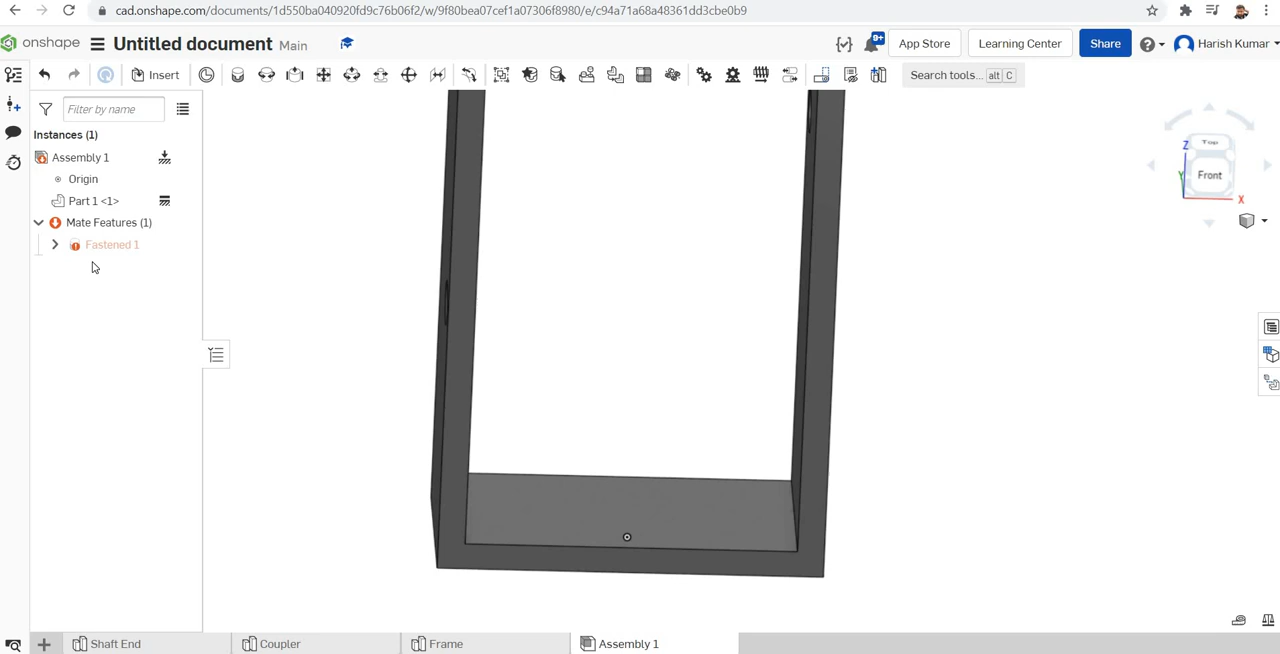 cad.onshape.com/documents/1d550ba040920fd9c76b06f2/w/9f80bea07cef1a07306f8980/e/c94a71a68a48361dd3cbe0b9
onshape Untitled document Main 9+ App Store Learning Center Share Harish Kumar
Insert Search tools... alt C
Filter by name
Instances (1)
Assembly 1
Origin
Part 1 <1>
Mate Features (1)
Fastened 1
Top
Z
Front
Y
X
Shaft End Coupler Frame Assembly 1